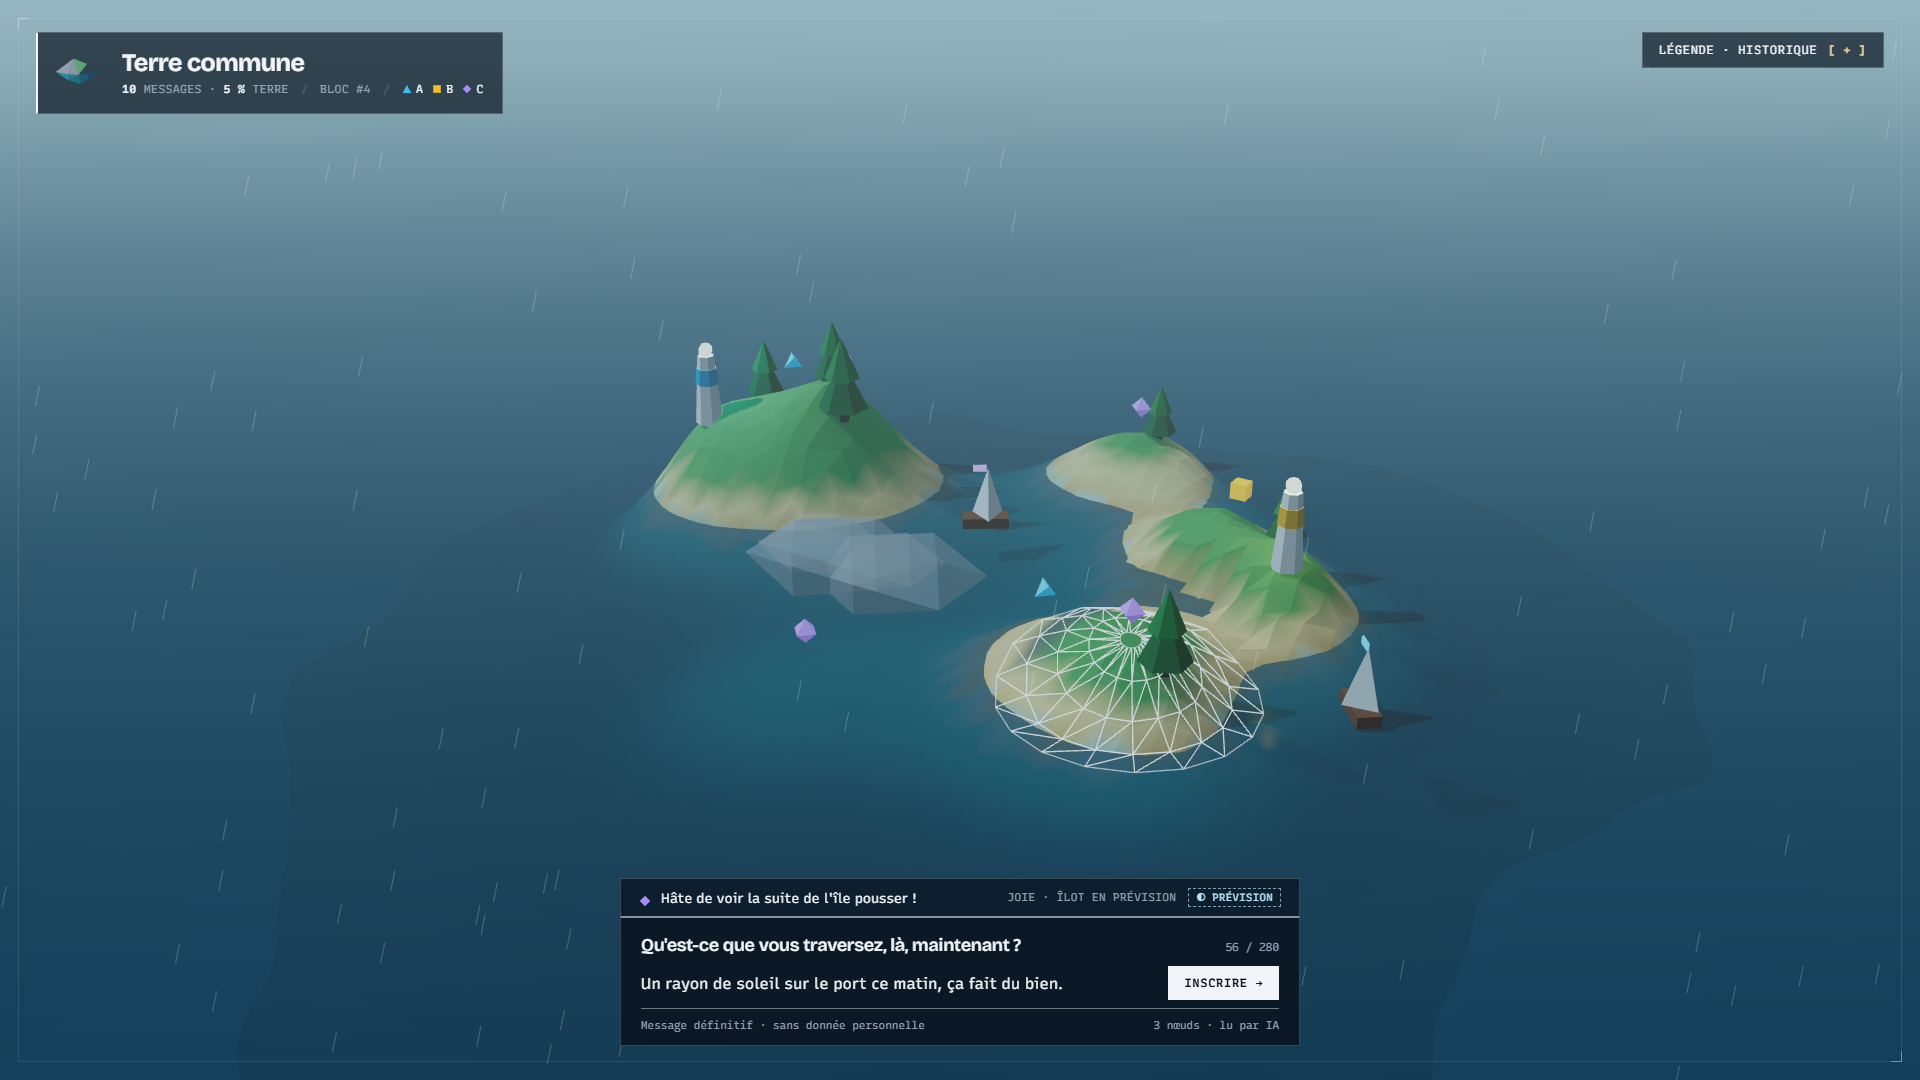 Terre commune
10 MESSAGES · 5 % TERRE / BLOC #4 / A B C
LÉGENDE · HISTORIQUE [ + ]
Hâte de voir la suite de l'île pousser !
JOIE · ÎLOT EN PRÉVISION
PRÉVISION
Qu'est-ce que vous traversez, là, maintenant ?
56 / 280
Un rayon de soleil sur le port ce matin, ça fait du bien.
INSCRIRE →
Message définitif · sans donnée personnelle
3 nœuds · lu par IA